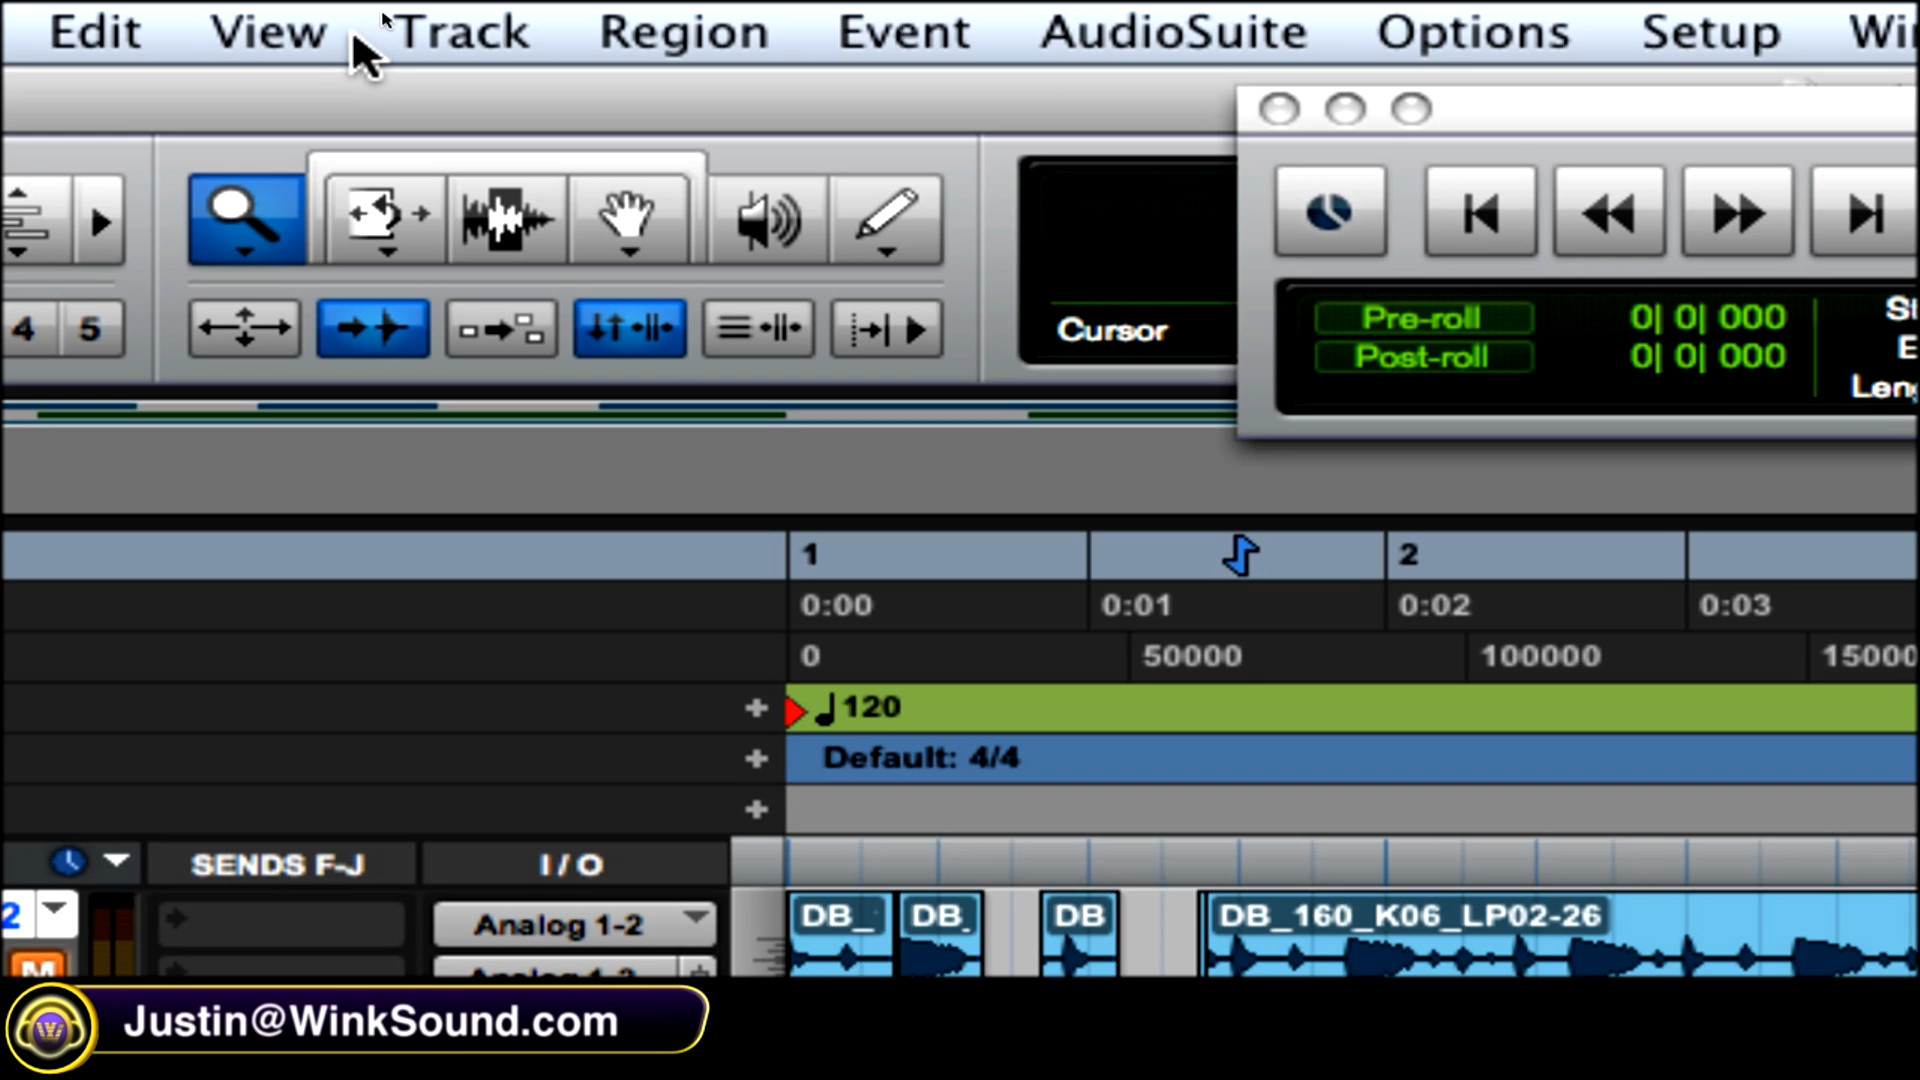 Edit View Track Region Event AudioSuite Options Setup
4 5
Cursor
Pre-roll 0| 0| 000
Post-roll 0| 0| 000
1 2
0:00 0:01 0:02 0:03
0 50000 100000 15000
+ 120
+ Default: 4/4
+
SENDS F-J I / O
2 Analog 1-2 DB_ DB_ DB DB_160_K06_LP02-26
M Analog 1-2
Justin@WinkSound.com